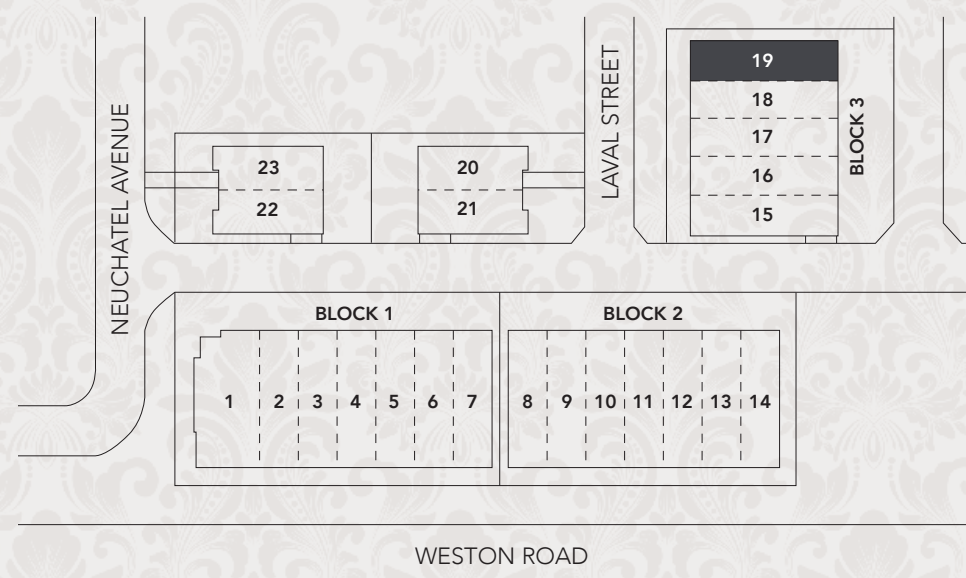 NEUCHATEL AVENUE
LAVAL STREET
19
18
17
16
15
BLOCK 3
23
22
20
21
BLOCK 1
BLOCK 2
1 2 3 4 5 6 7
8 9 10 11 12 13 14
WESTON ROAD